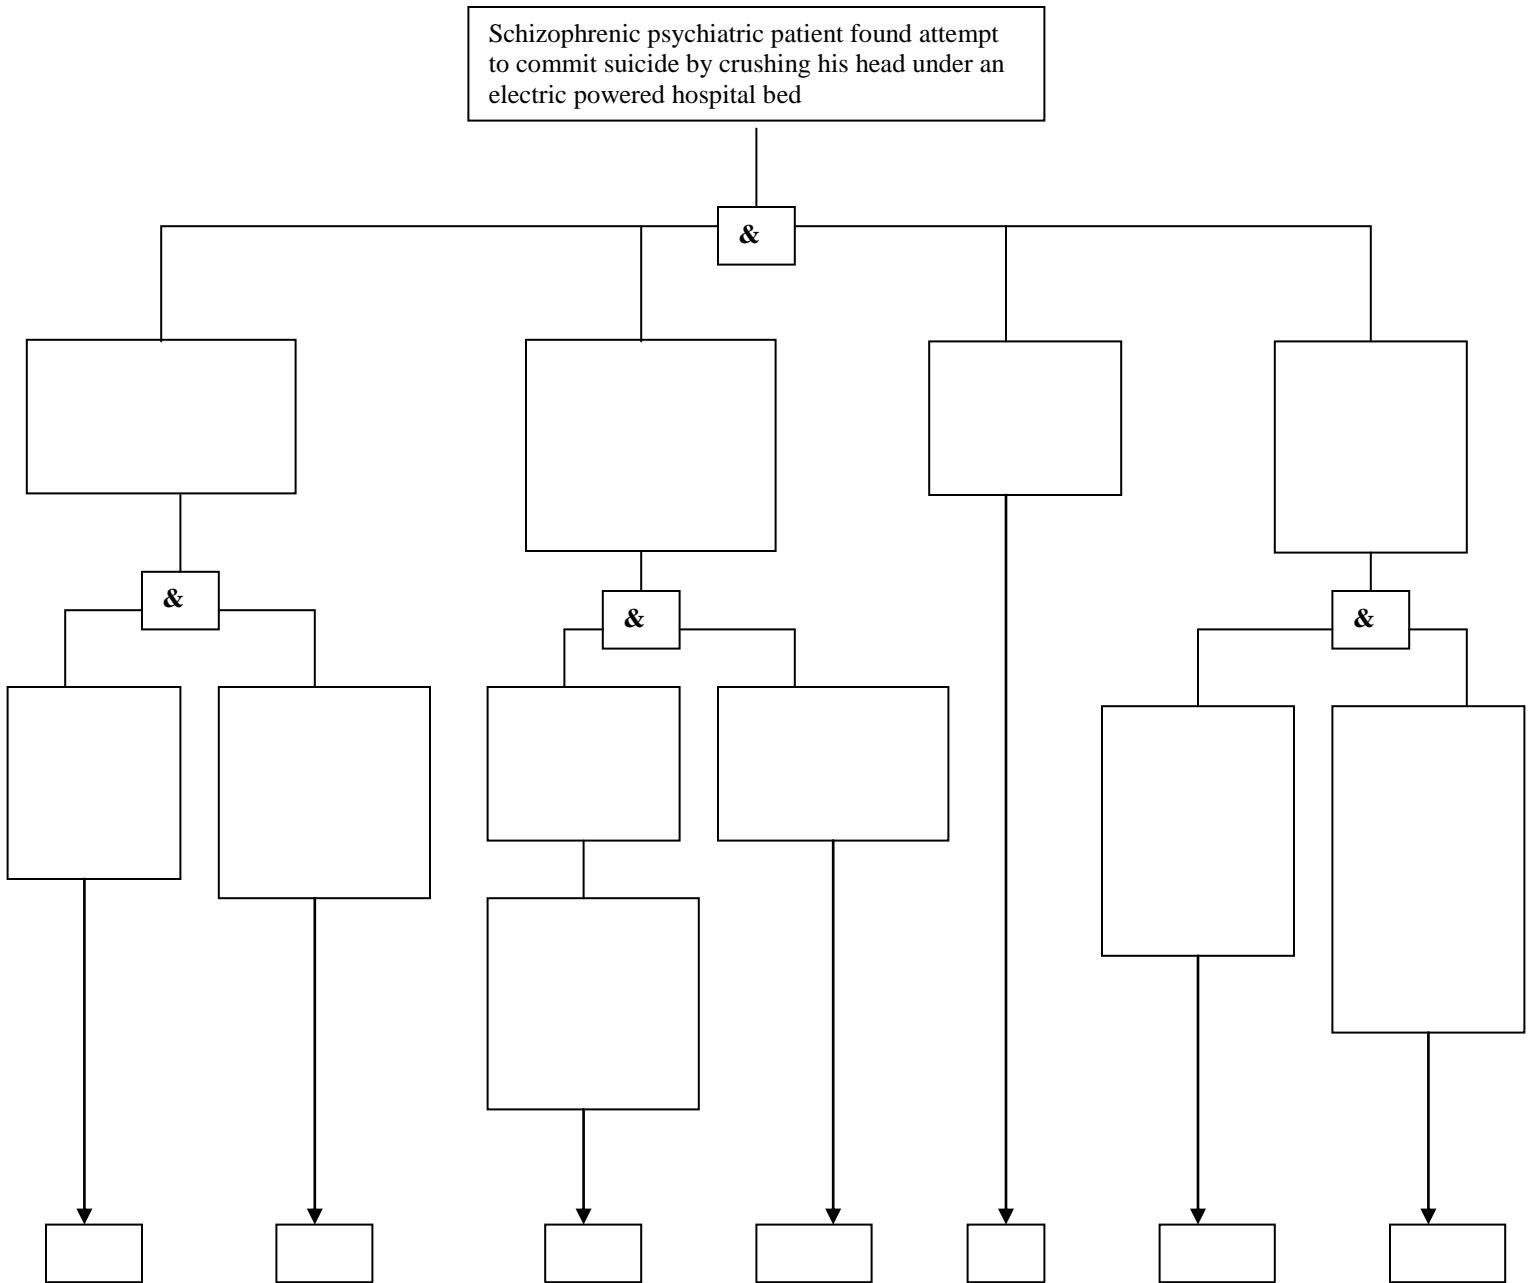 Schizophrenic psychiatric patient found attempt
to commit suicide by crushing his head under an
electric powered hospital bed
&
&
&
&